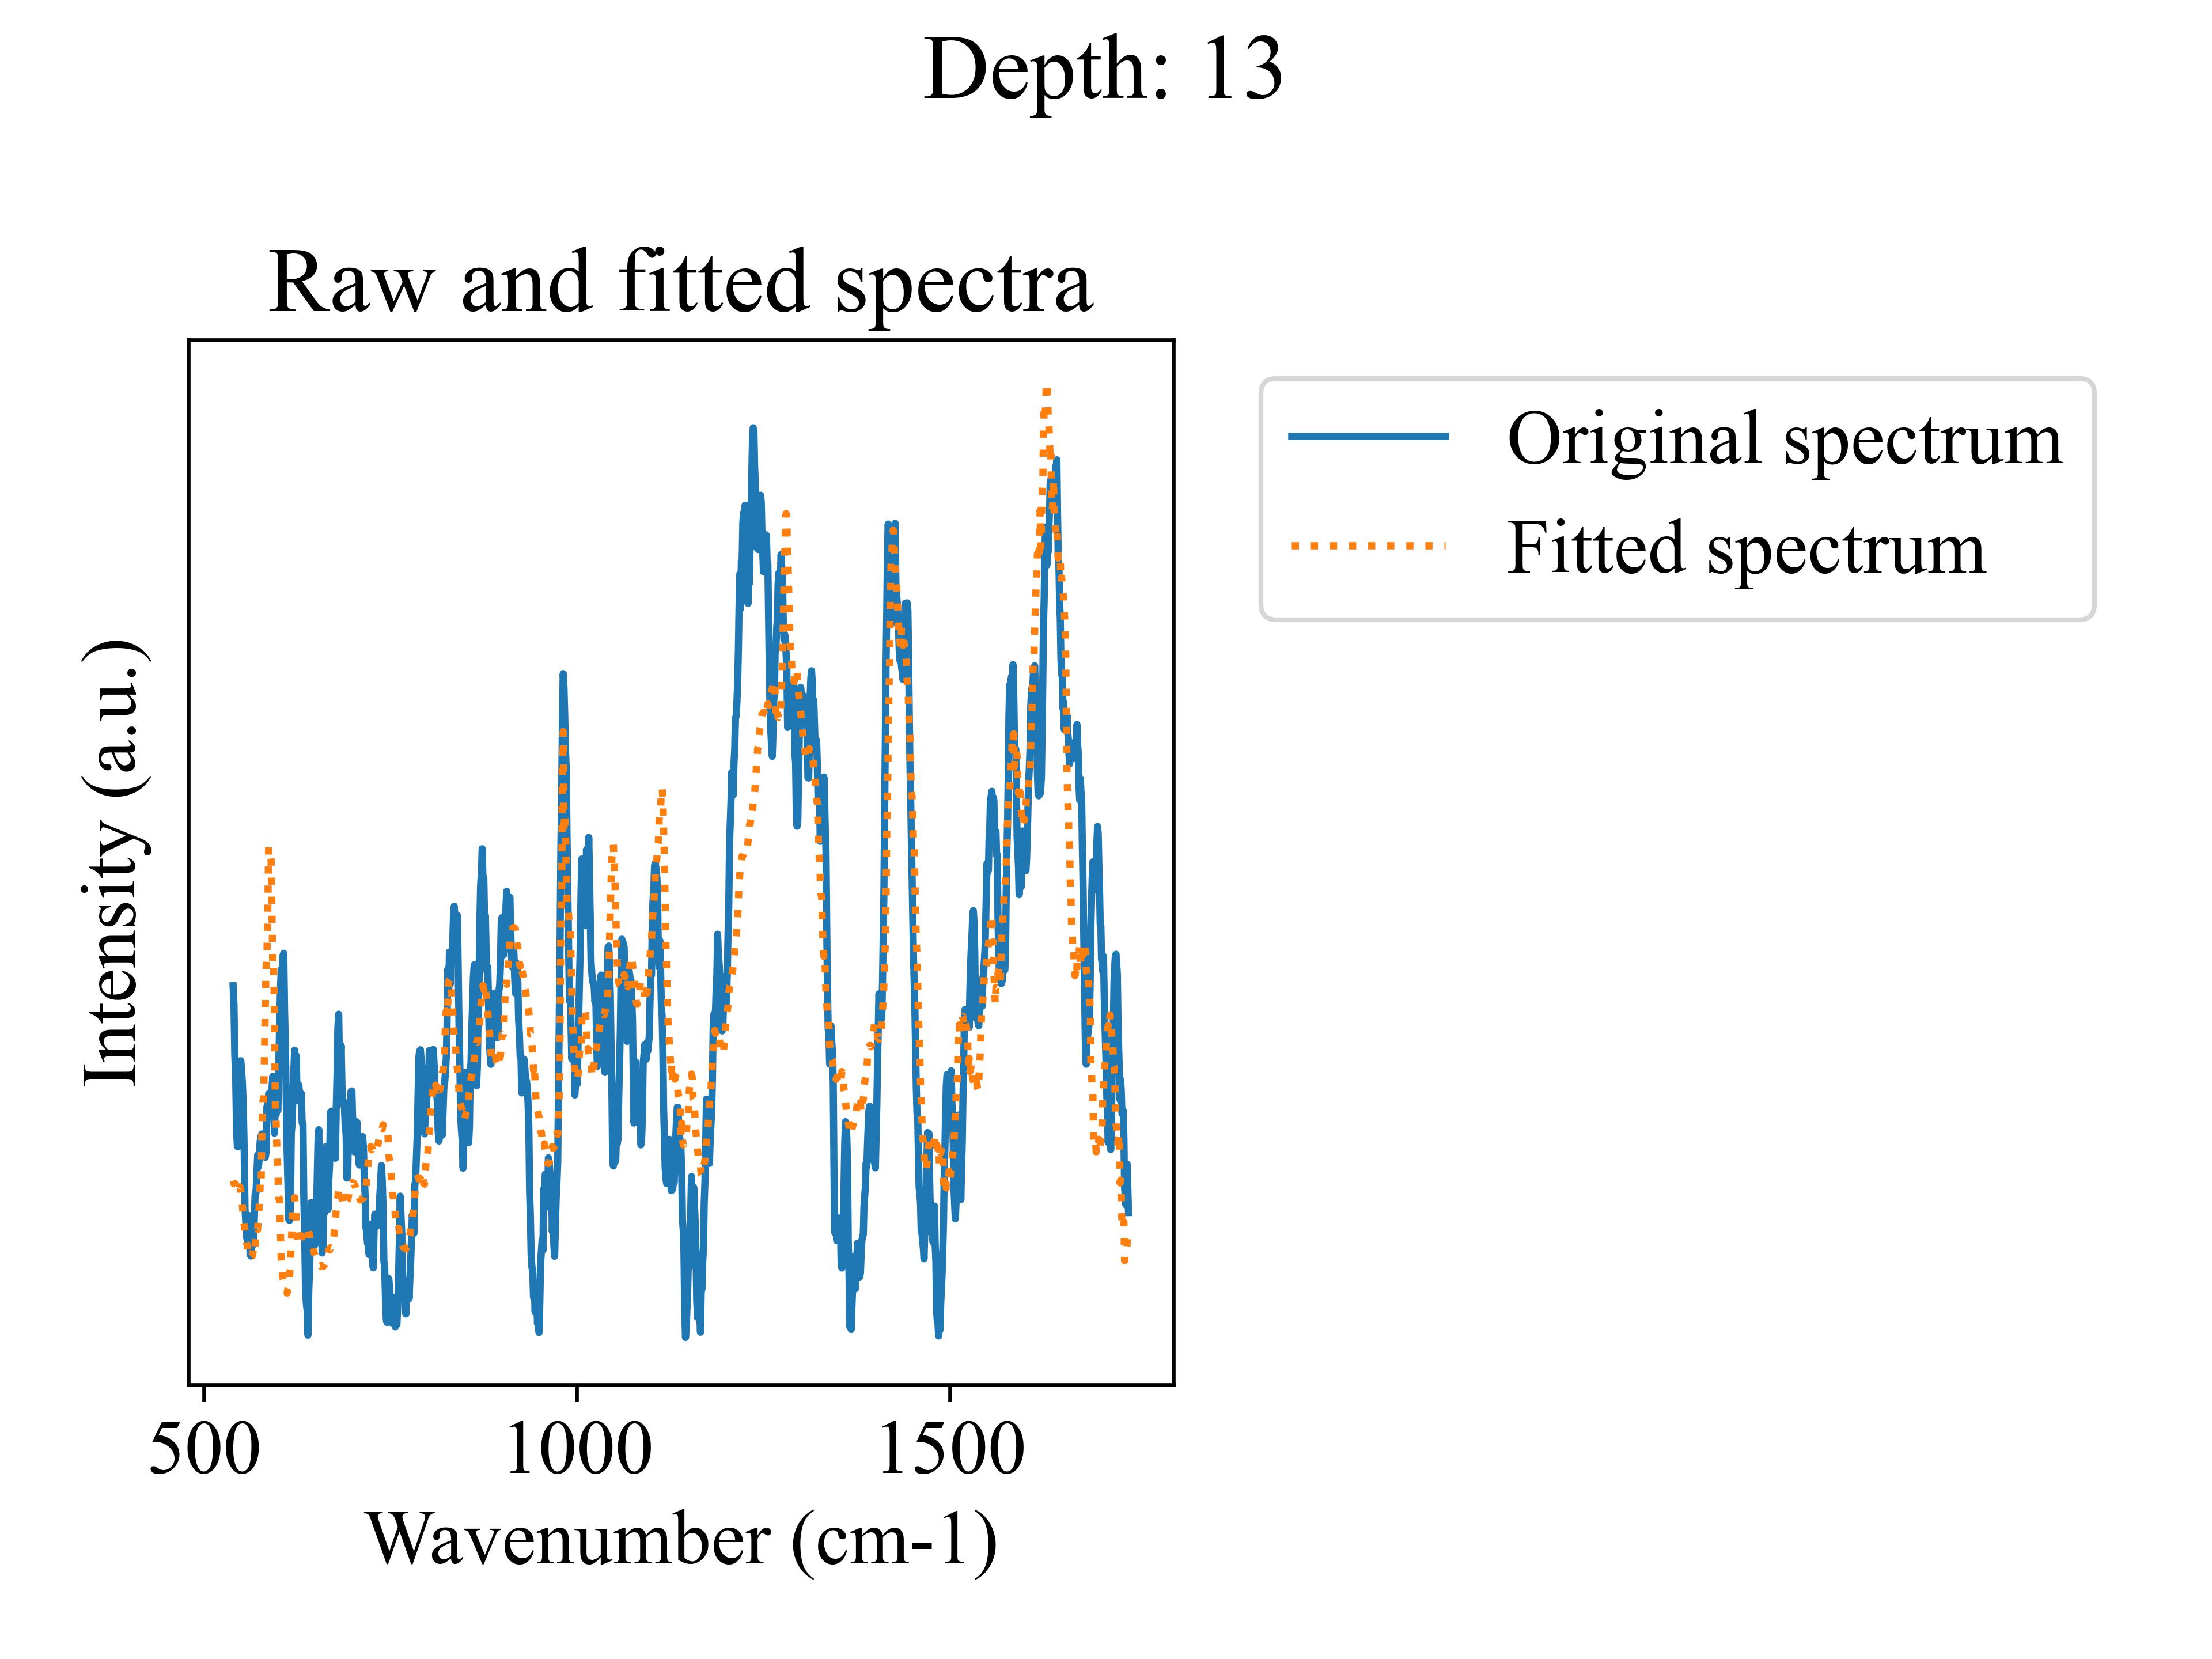 Depth: 13
Raw and fitted spectra
Original spectrum
Fitted spectrum
Intensity (a.u.)
500 1000 1500
Wavenumber (cm-1)